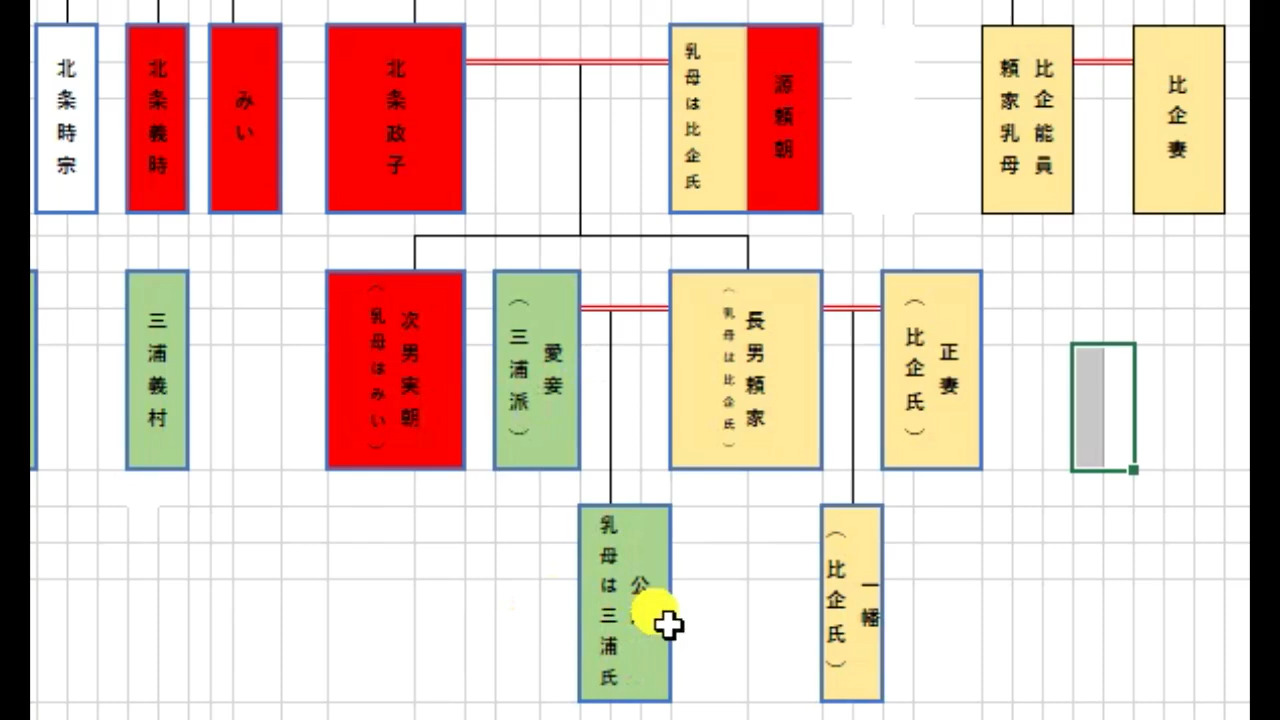 北条時宗
北条義時
みい
北条政子
源頼朝
乳母は比企氏
比企能員
頼家乳母
比企妻
三浦義村
次男実朝
（乳母はみい）
愛妾
（三浦派）
長男頼家
（乳母は比企氏）
正妻
（比企氏）
公
乳母は三浦氏
一幡
（比企氏）